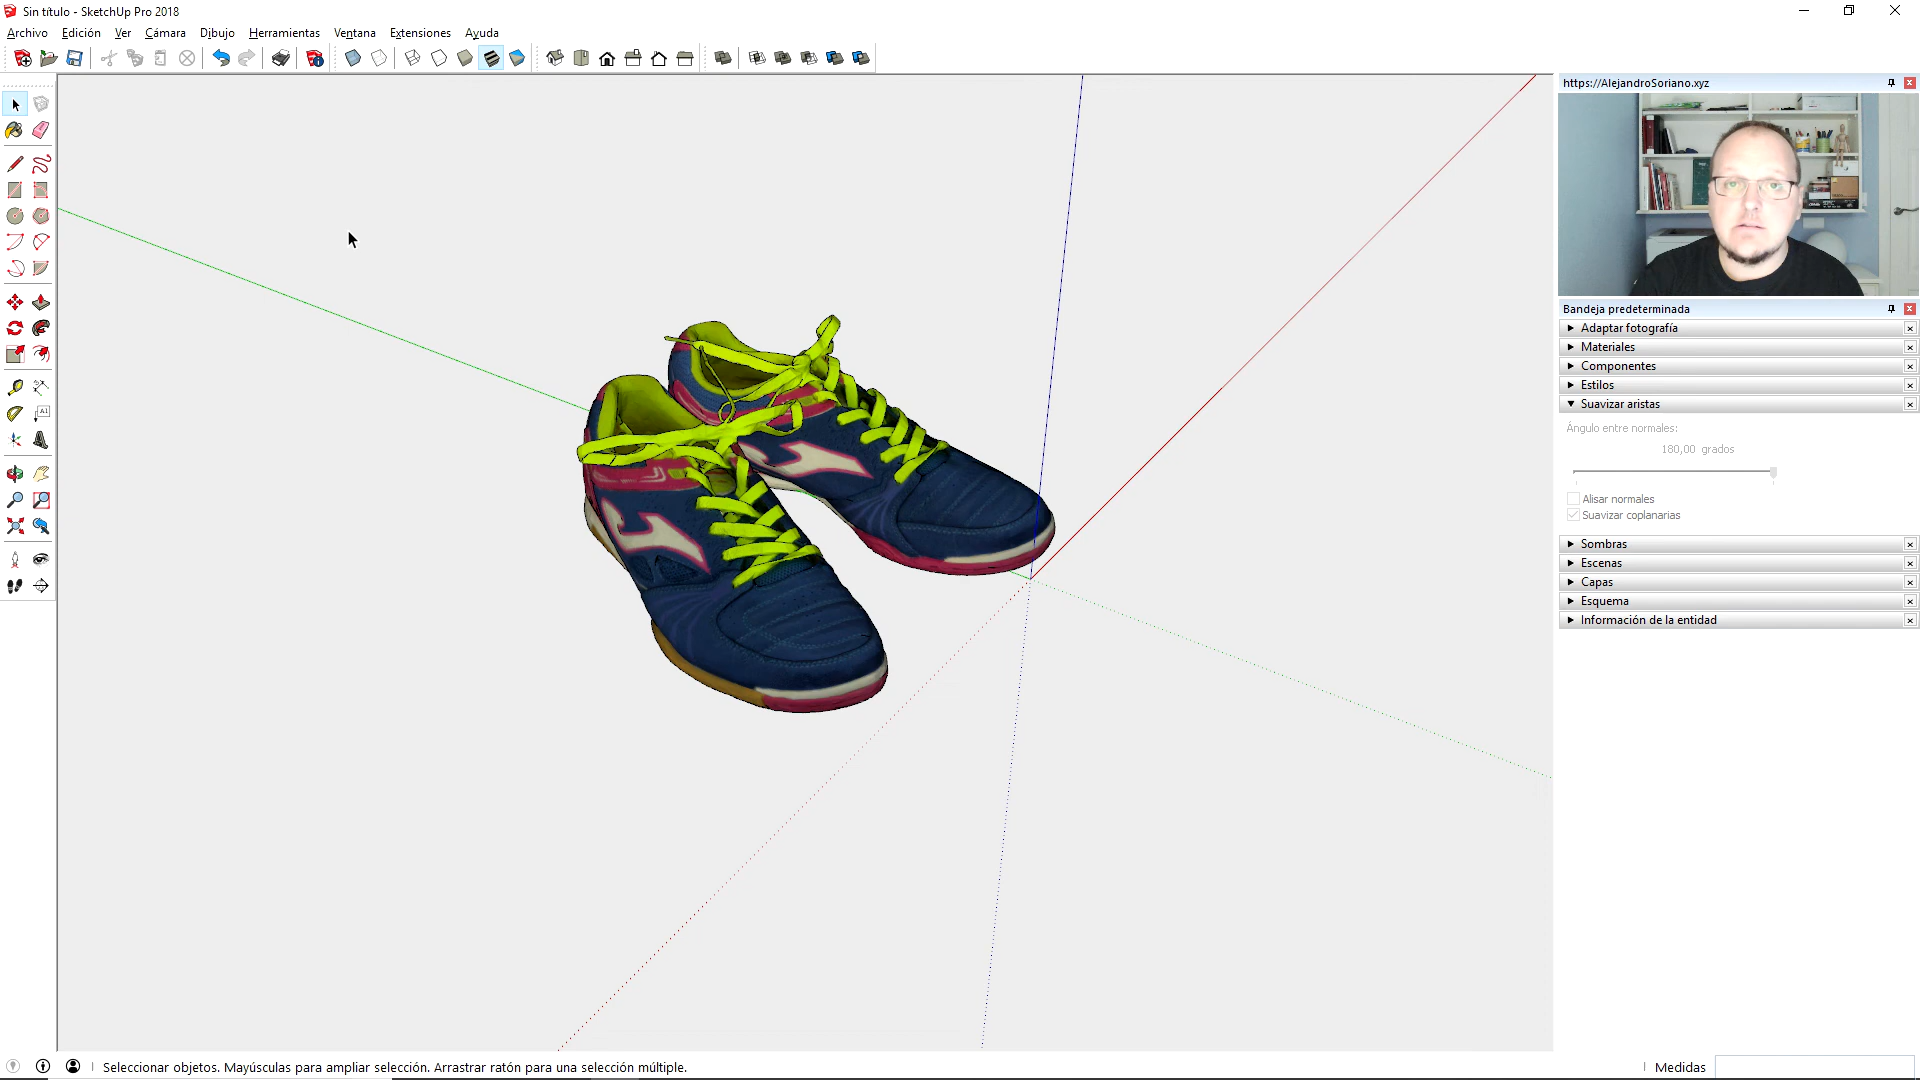 Sin título - SketchUp Pro 2018
Archivo Edición Ver Cámara Dibujo Herramientas Ventana Extensiones Ayuda
https://AlejandroSoriano.xyz
Bandeja predeterminada
Adaptar fotografía
Materiales
Componentes
Estilos
Suavizar aristas
Ángulo entre normales:
180,00 grados
Alisar normales
Suavizar coplanarias
Sombras
Escenas
Capas
Esquema
Información de la entidad
Seleccionar objetos. Mayúsculas para ampliar selección. Arrastrar ratón para una selección múltiple.
Medidas